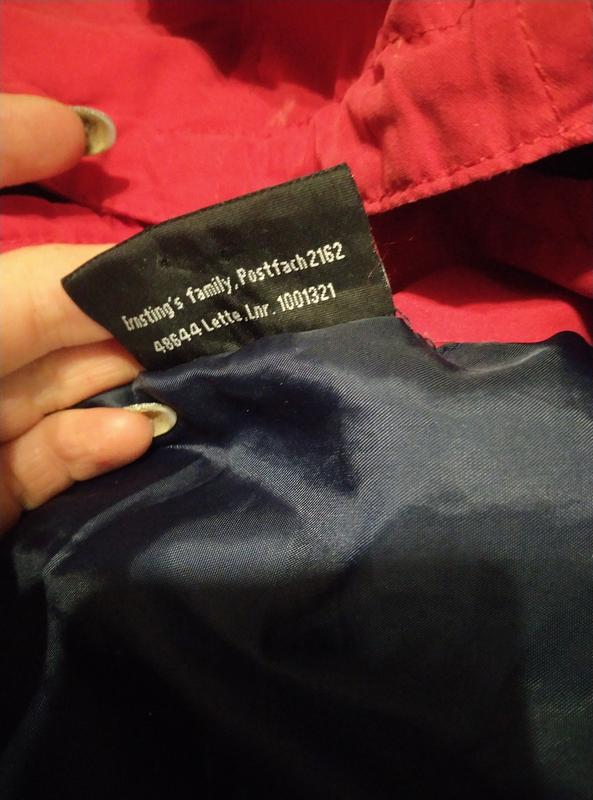 Ernsting's family, Postfach 2162
48644 Lette, Lnr. 1001321